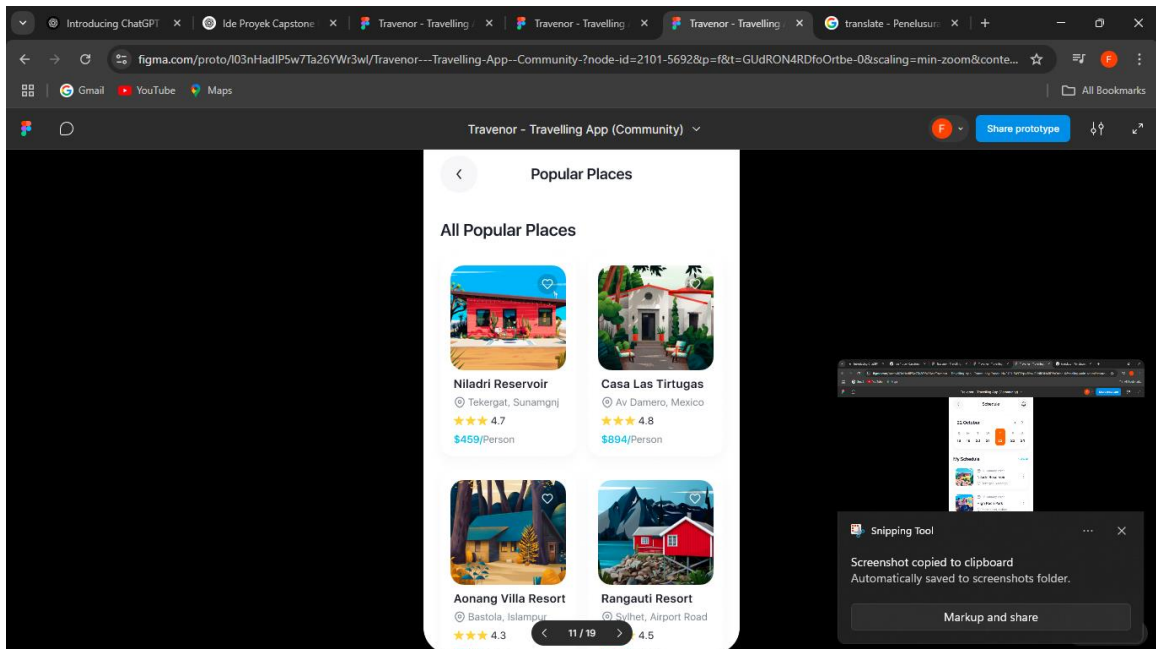 Introducing ChatGPT
Ide Proyek Capstone
Travenor - Travelling
Travenor - Travelling
Travenor - Travelling
translate - Penelusura
figma.com/proto/I03nHadIP5w7Ta26YWr3wl/Travenor---Travelling-App--Community-?node-id=2101-5692&p=f&t=GUdRON4RDfoOrtbe-0&scaling=min-zoom&conte...
F
Gmail
YouTube
Maps
All Bookmarks
Travenor - Travelling App (Community)
F
Share prototype
Popular Places
All Popular Places
Niladri Reservoir
Casa Las Tirtugas
Tekergat, Sunamgnj
Av Damero, Mexico
4.7
4.8
$459/Person
$894/Person
Schedule
22 October
My Schedule
Snipping Tool
Screenshot copied to clipboard
Automatically saved to screenshots folder.
Markup and share
Aonang Villa Resort
Rangauti Resort
Bastola, Islampur
Sylhet, Airport Road
4.3
4.5
11 / 19